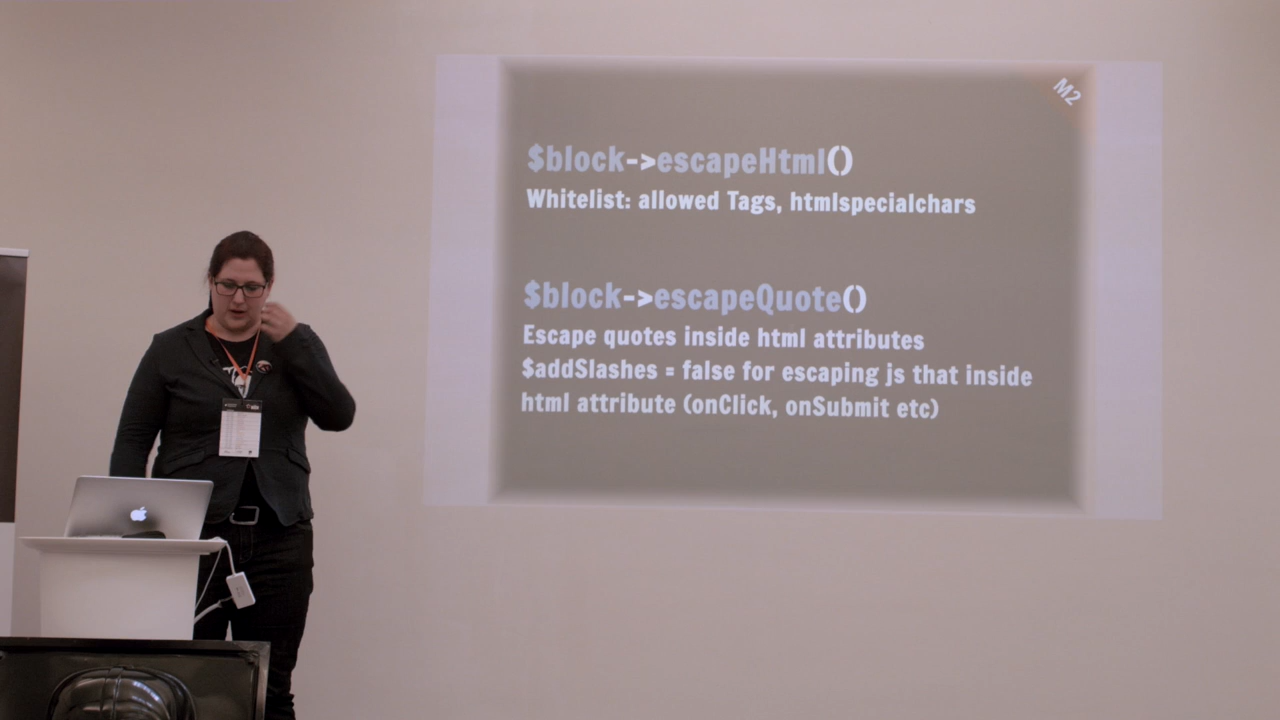 M2
$block->escapeHtml()
Whitelist: allowed Tags, htmlspecialchars
$block->escapeQuote()
Escape quotes inside html attributes
$addSlashes = false for escaping js that inside
html attribute (onClick, onSubmit etc)